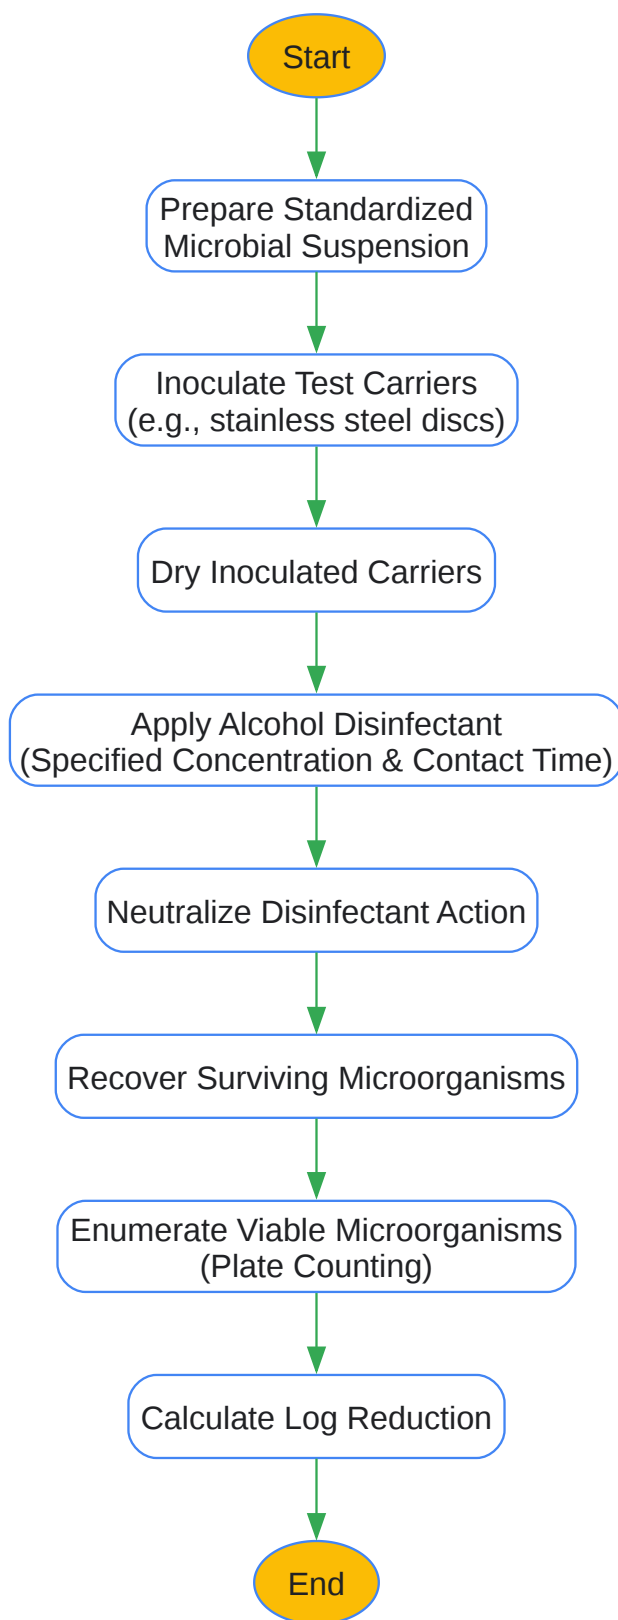 Start
Prepare Standardized
Microbial Suspension
Inoculate Test Carriers
(e.g., stainless steel discs)
Dry Inoculated Carriers
Apply Alcohol Disinfectant
(Specified Concentration & Contact Time)
Neutralize Disinfectant Action
Recover Surviving Microorganisms
Enumerate Viable Microorganisms
(Plate Counting)
Calculate Log Reduction
End